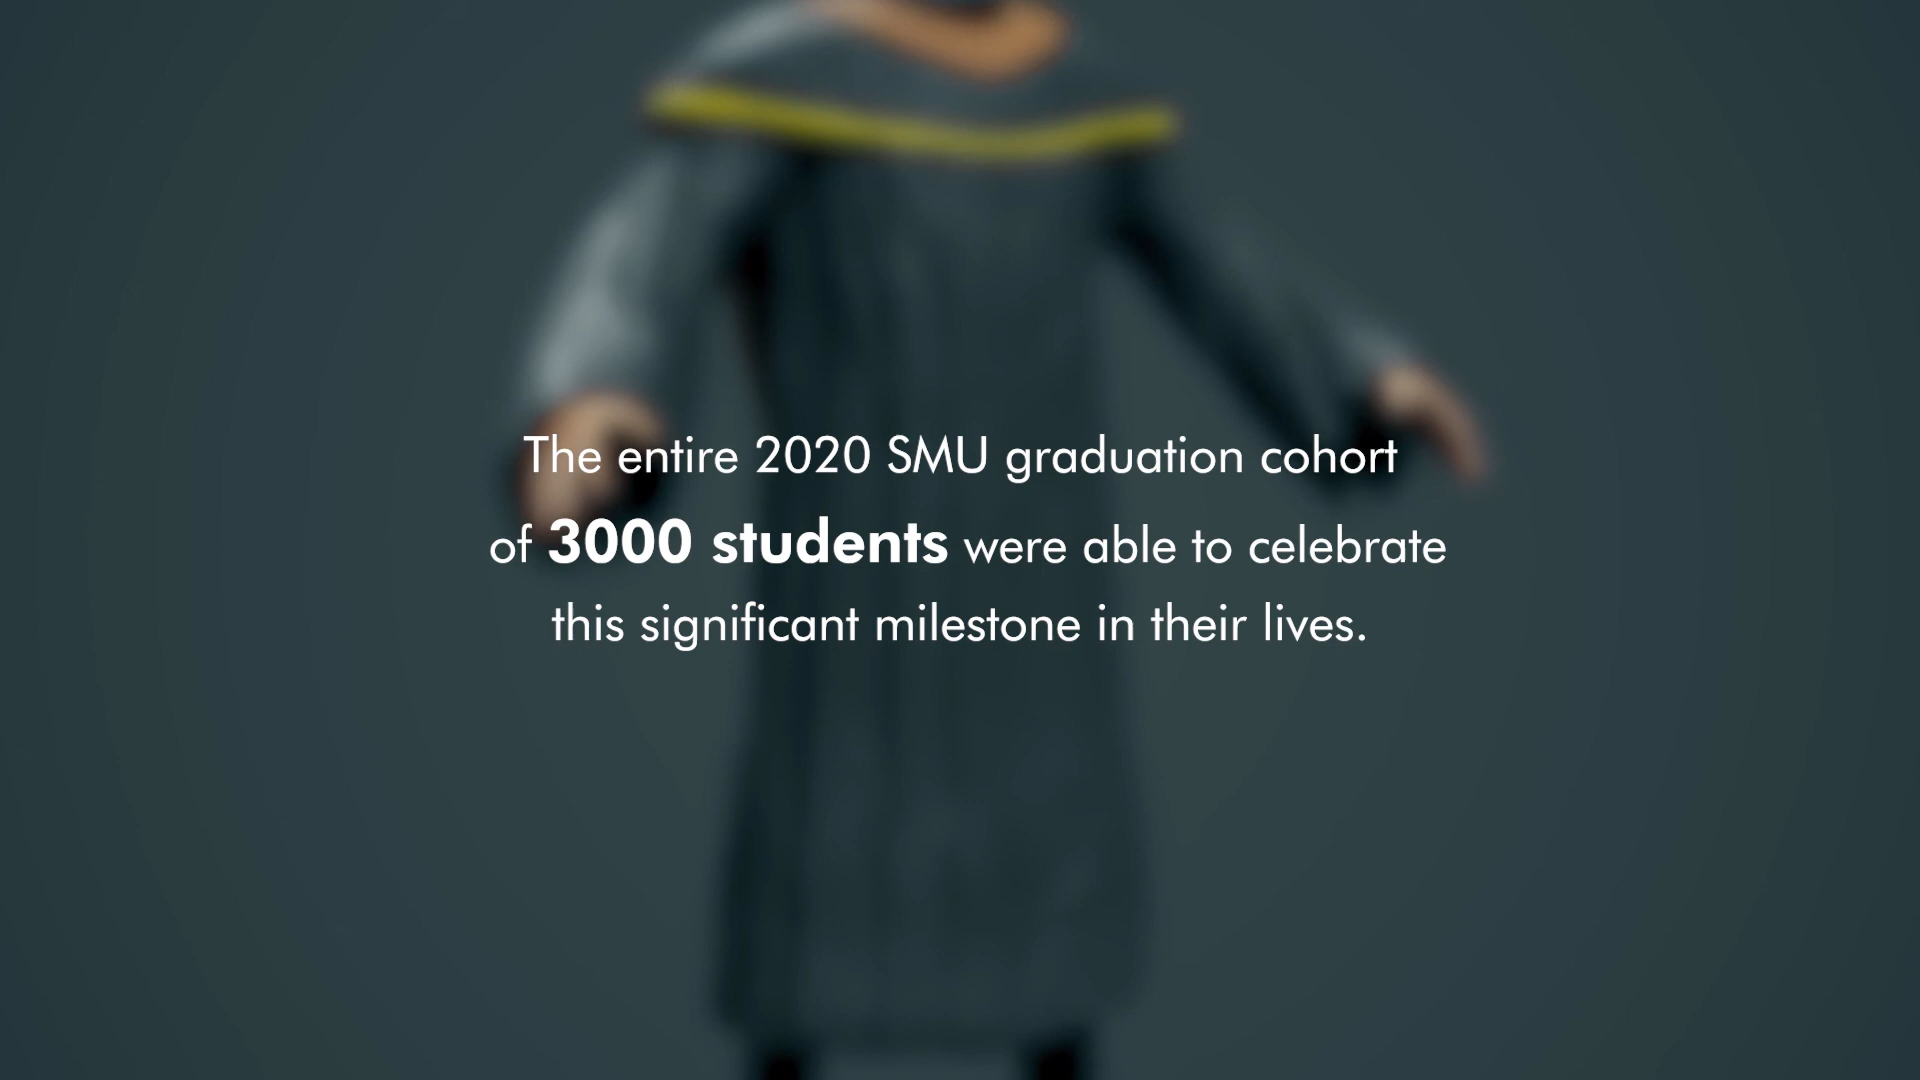 The entire 2020 SMU graduation cohort
of 3000 students were able to celebrate
this significant milestone in their lives.